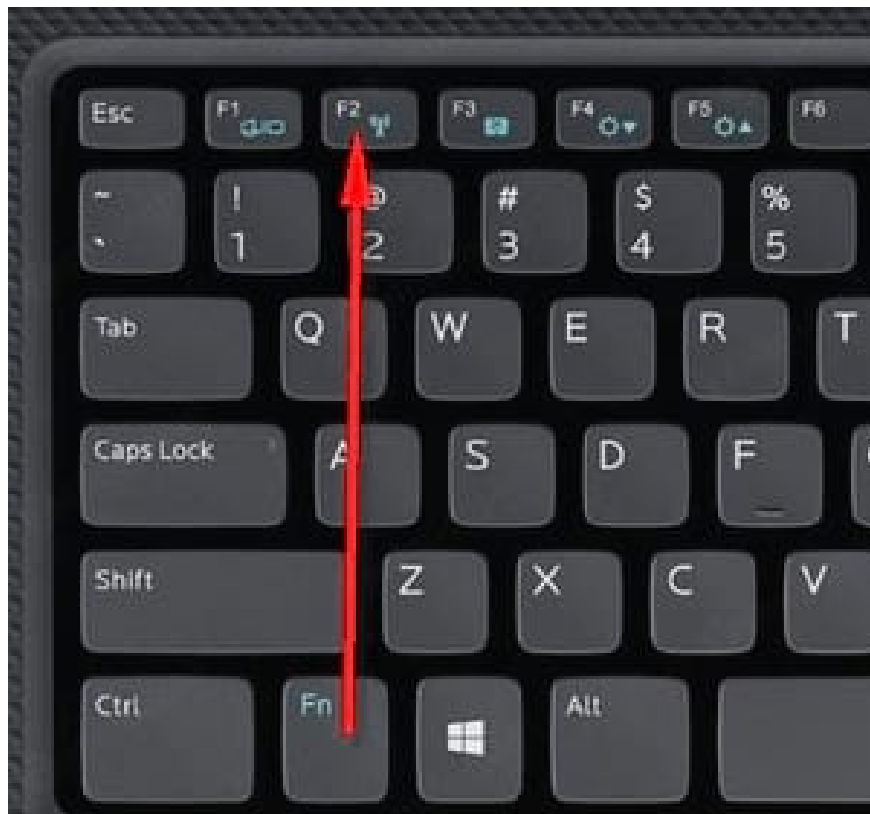 Esc F1 F2 F3 F4 F5 F6
~ ! @ # $ %
` 1 2 3 4 5
Tab Q W E R T
Caps Lock A S D F
Shift Z X C V
Ctrl Fn Alt